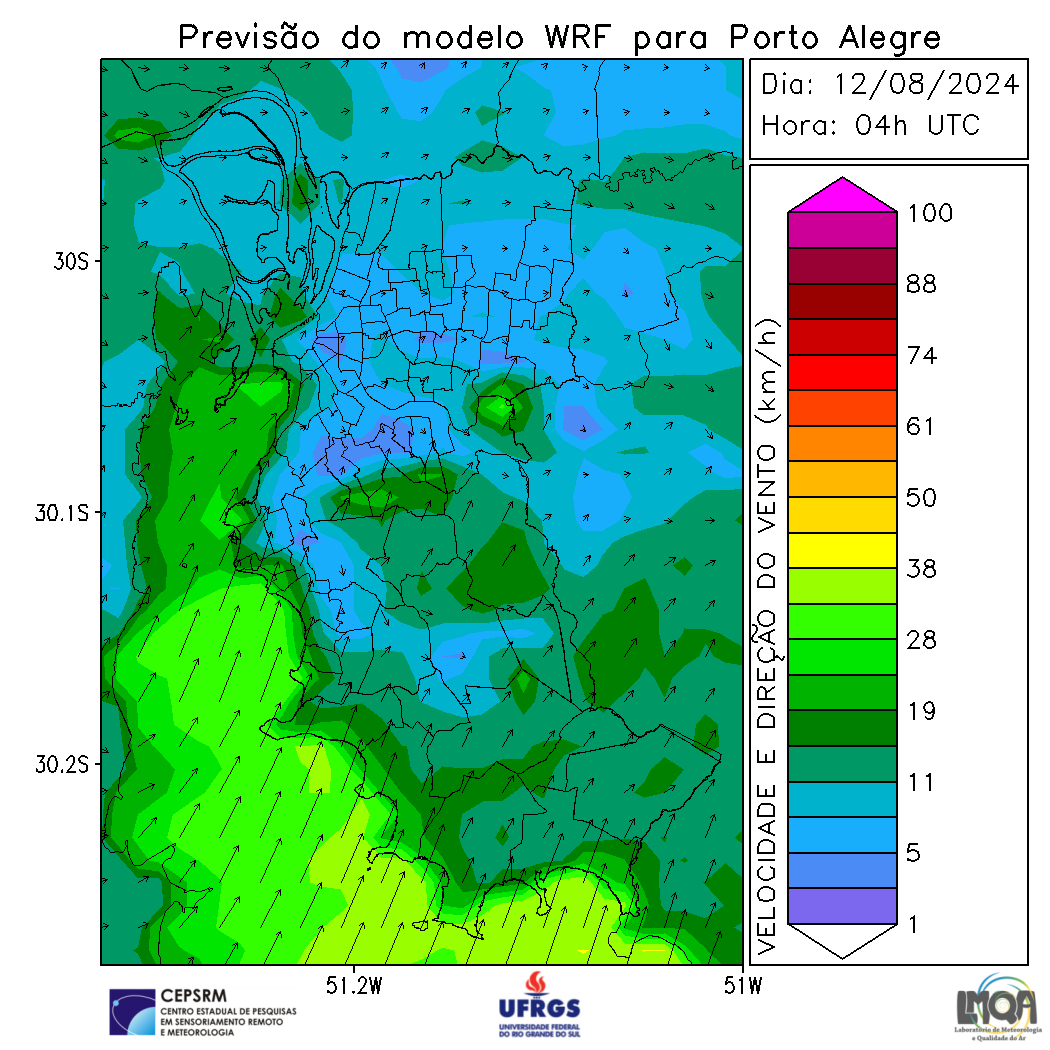 Previsão do modelo WRF para Porto Alegre
Dia: 12/08/2024
Hora: 04h UTC
30S
30.1S
30.2S
51.2W
51W
VELOCIDADE E DIREÇÃO DO VENTO (km/h)
100
88
74
61
50
38
28
19
11
5
1
CEPSRM
CENTRO ESTADUAL DE PESQUISAS
EM SENSORIAMENTO REMOTO
E METEOROLOGIA
UFRGS
UNIVERSIDADE FEDERAL
DO RIO GRANDE DO SUL
LMQA
Laboratório de Meteorologia
e Qualidade do Ar